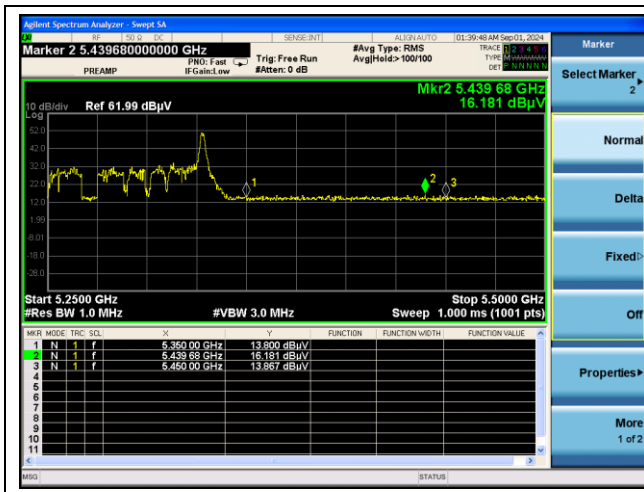 Agilent Spectrum Analyzer - Swept SA
RF 50 Ω DC SENSE:INT ALIGN AUTO 01:39:48 AM Sep 01, 2024
Marker 2 5.439680000000 GHz
PREAMP
PNO: Fast
IFGain:Low
Trig: Free Run
#Atten: 0 dB
#Avg Type: RMS
Avg|Hold:> 100/100
TRACE 1 2 3 4 5 6
TYPE M
DET P N N N N N
Mkr2 5.439 68 GHz
16.181 dBµV
10 dB/div Ref 61.99 dBµV
Log
52.0
42.0
32.0
22.0
12.0
1.99
-8.01
-18.0
-28.0
1
2
3
Start 5.2500 GHz Stop 5.5000 GHz
#Res BW 1.0 MHz #VBW 3.0 MHz Sweep 1.000 ms (1001 pts)
MKR MODE TRC SCL X Y FUNCTION FUNCTION WIDTH FUNCTION VALUE
1 N 1 f 5.350 00 GHz 13.800 dBµV
2 N 1 f 5.439 68 GHz 16.181 dBµV
3 N 1 f 5.450 00 GHz 13.867 dBµV
4
5
6
7
8
9
10
11
MSG STATUS
Marker
Select Marker
2
Normal
Delta
Fixed
Off
Properties
More
1 of 2